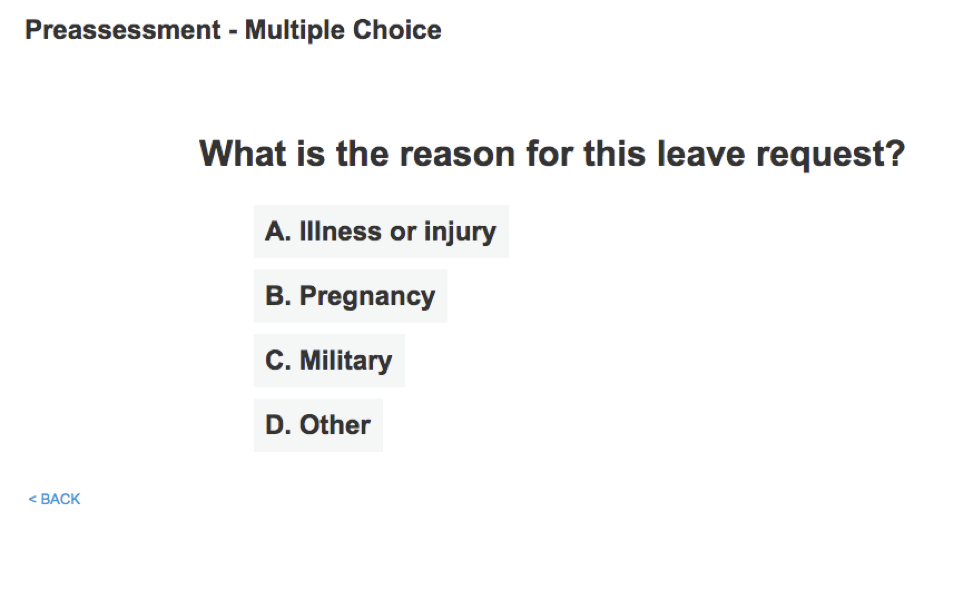 Preassessment - Multiple Choice
What is the reason for this leave request?
A. Illness or injury
B. Pregnancy
C. Military
D. Other
< BACK